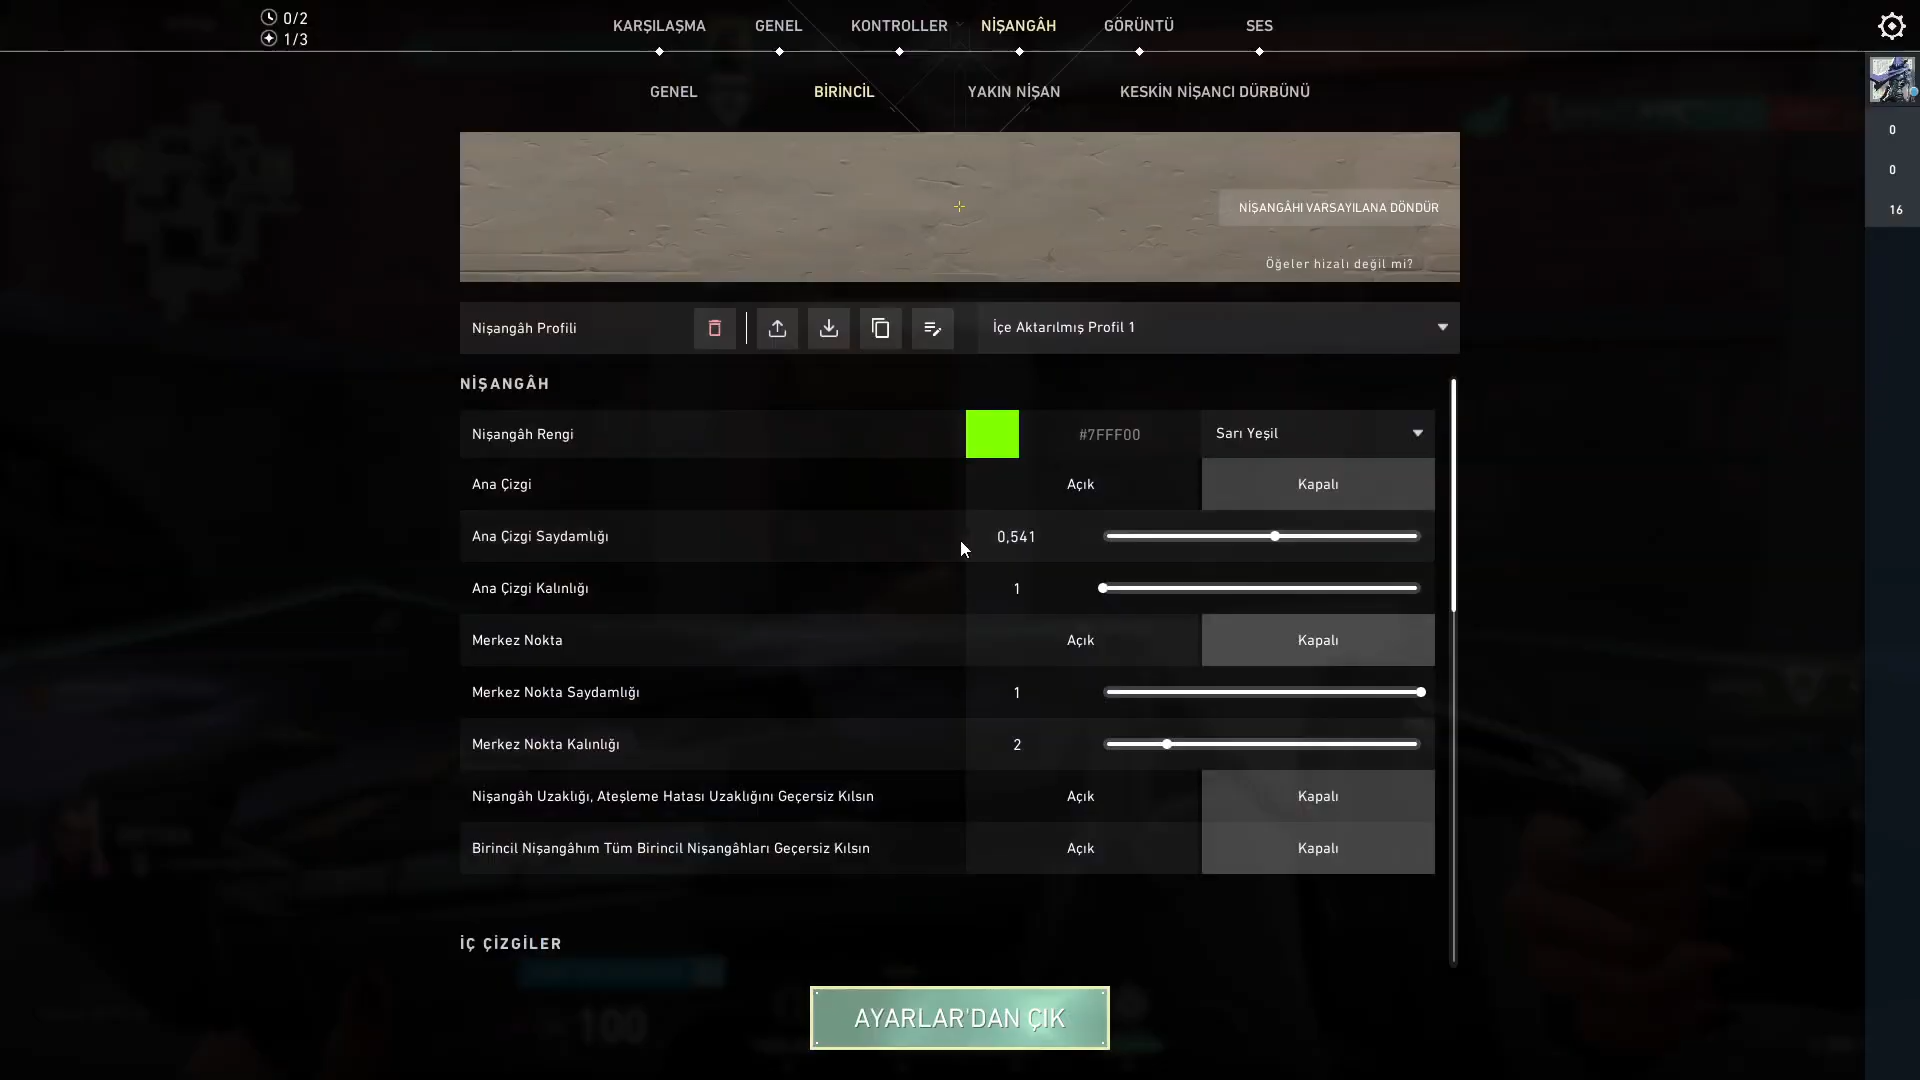 0/2
1/3
KARŞILAŞMA GENEL KONTROLLER NİŞANGÂH GÖRÜNTÜ SES
GENEL BİRİNCİL YAKIN NİŞAN KESKİN NİŞANCI DÜRBÜNÜ
0
0
16
NİŞANGÂHI VARSAYILANA DÖNDÜR
Öğeler hizalı değil mi?
Nişangâh Profili İçe Aktarılmış Profil 1
NİŞANGÂH
Nişangâh Rengi #7FFF00 Sarı Yeşil
Ana Çizgi Açık Kapalı
Ana Çizgi Saydamlığı 0,541
Ana Çizgi Kalınlığı 1
Merkez Nokta Açık Kapalı
Merkez Nokta Saydamlığı 1
Merkez Nokta Kalınlığı 2
Nişangâh Uzaklığı, Ateşleme Hatası Uzaklığını Geçersiz Kılsın Açık Kapalı
Birincil Nişangâhım Tüm Birincil Nişangâhları Geçersiz Kılsın Açık Kapalı
İÇ ÇİZGİLER
100
AYARLAR'DAN ÇIK